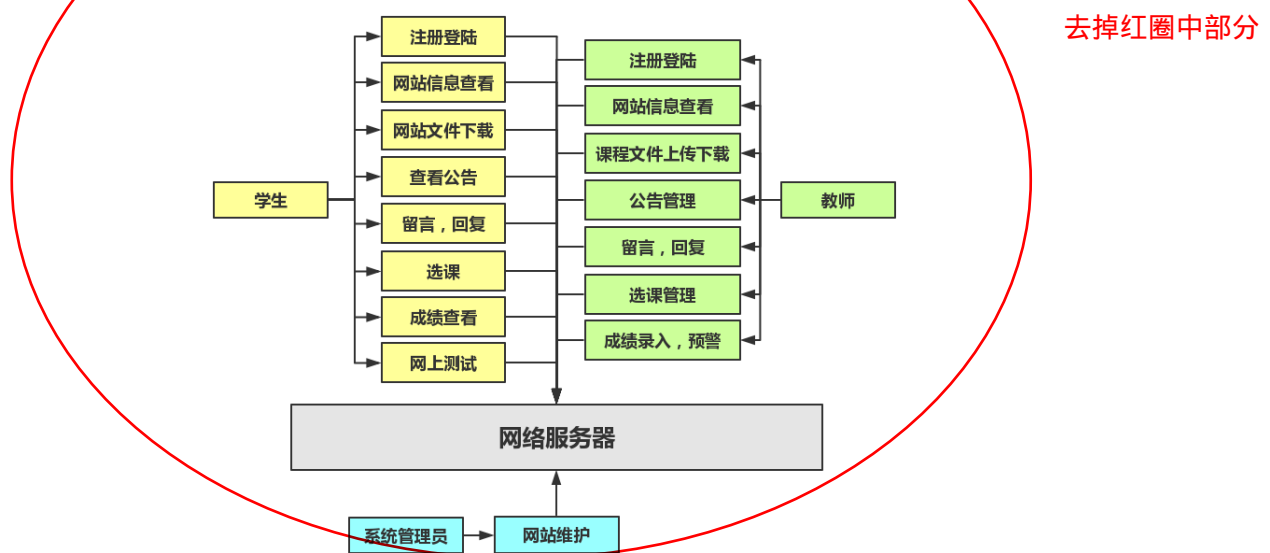 去掉红圈中部分
注册登陆
网站信息查看
网站文件下载
查看公告
留言，回复
选课
成绩查看
网上测试
学生
注册登陆
网站信息查看
课程文件上传下载
公告管理
留言，回复
选课管理
成绩录入，预警
教师
网络服务器
系统管理员
网站维护